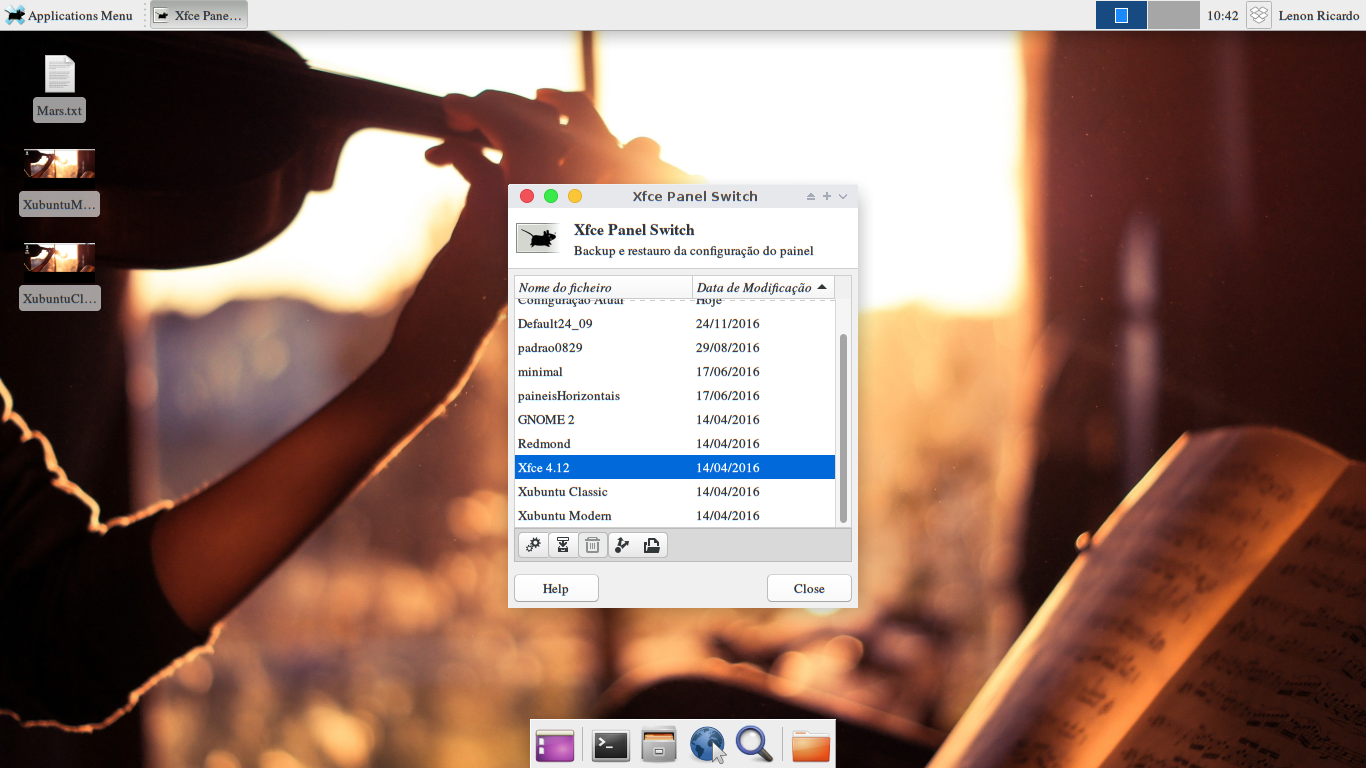 Applications Menu
Xfce Pane...
10:42
Lenon Ricardo
Mars.txt
XubuntuM...
XubuntuCl...
Xfce Panel Switch
Xfce Panel Switch
Backup e restauro da configuração do painel
Nome do ficheiro Data de Modificação
Configuração Atual Hoje
Default24_09 24/11/2016
padrao0829 29/08/2016
minimal 17/06/2016
paineisHorizontais 17/06/2016
GNOME 2 14/04/2016
Redmond 14/04/2016
Xfce 4.12 14/04/2016
Xubuntu Classic 14/04/2016
Xubuntu Modern 14/04/2016
Help Close